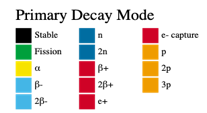 Primary Decay Mode
Stable n e- capture
Fission 2n p
α β+ 2p
β- 2β+ 3p
2β- e+